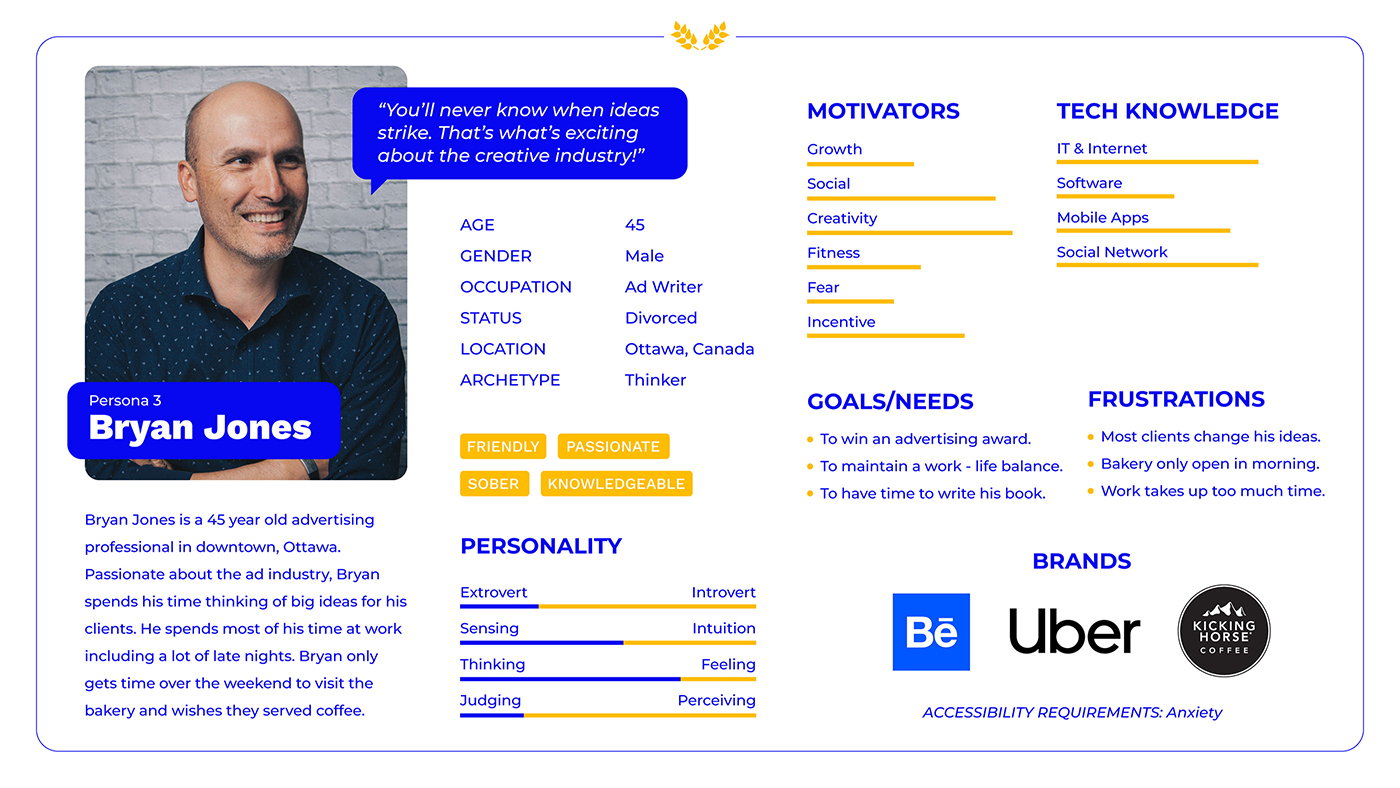 “You’ll never know when ideas
strike. That’s what’s exciting
about the creative industry!”
Persona 3
Bryan Jones
Bryan Jones is a 45 year old advertising
professional in downtown, Ottawa.
Passionate about the ad industry, Bryan
spends his time thinking of big ideas for his
clients. He spends most of his time at work
including a lot of late nights. Bryan only
gets time over the weekend to visit the
bakery and wishes they served coffee.
AGE 45
GENDER Male
OCCUPATION Ad Writer
STATUS Divorced
LOCATION Ottawa, Canada
ARCHETYPE Thinker
FRIENDLY PASSIONATE
SOBER KNOWLEDGEABLE
PERSONALITY
Extrovert Introvert
Sensing Intuition
Thinking Feeling
Judging Perceiving
MOTIVATORS
Growth
Social
Creativity
Fitness
Fear
Incentive
TECH KNOWLEDGE
IT & Internet
Software
Mobile Apps
Social Network
GOALS/NEEDS
To win an advertising award.
To maintain a work - life balance.
To have time to write his book.
FRUSTRATIONS
Most clients change his ideas.
Bakery only open in morning.
Work takes up too much time.
BRANDS
Bē
Uber
KICKING
HORSE
COFFEE
ACCESSIBILITY REQUIREMENTS: Anxiety